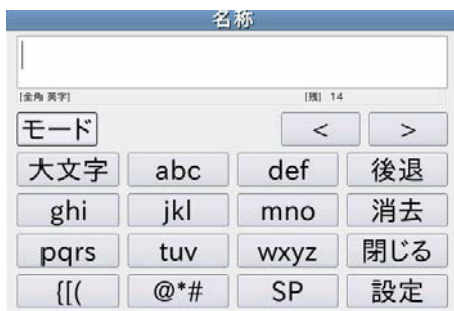 名称
[全角 英字] [残] 14
モード < >
大文字 abc def 後退
ghi jkl mno 消去
pqrs tuv wxyz 閉じる
{[( @*# SP 設定